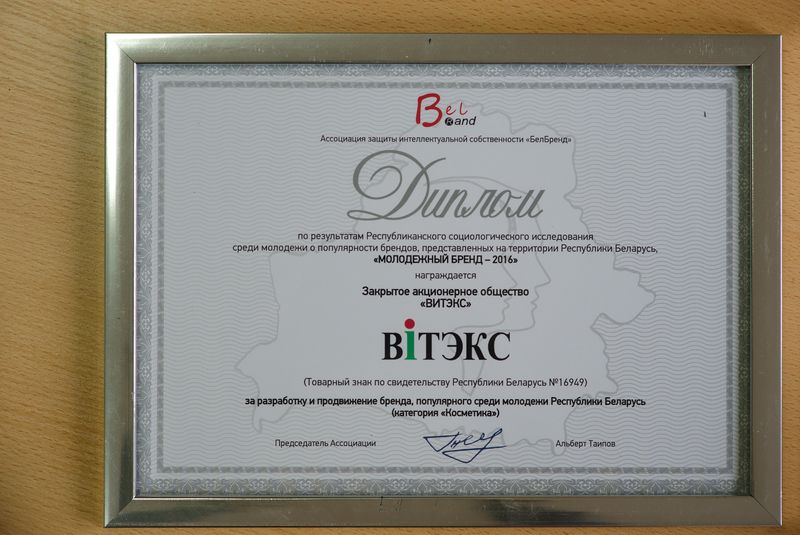 Bel
Rand
Ассоциация защиты интеллектуальной собственности «БелБренд»
Диплом
по результатам Республиканского социологического исследования
среди молодежи о популярности брендов, представленных на территории Республики Беларусь,
«МОЛОДЕЖНЫЙ БРЕНД – 2016»
награждается
Закрытое акционерное общество
«ВИТЭКС»
ВіТЭКС
(Товарный знак по свидетельству Республики Беларусь №16949)
за разработку и продвижение бренда, популярного среди молодежи Республики Беларусь
(категория «Косметика»)
Председатель Ассоциации Альберт Таипов